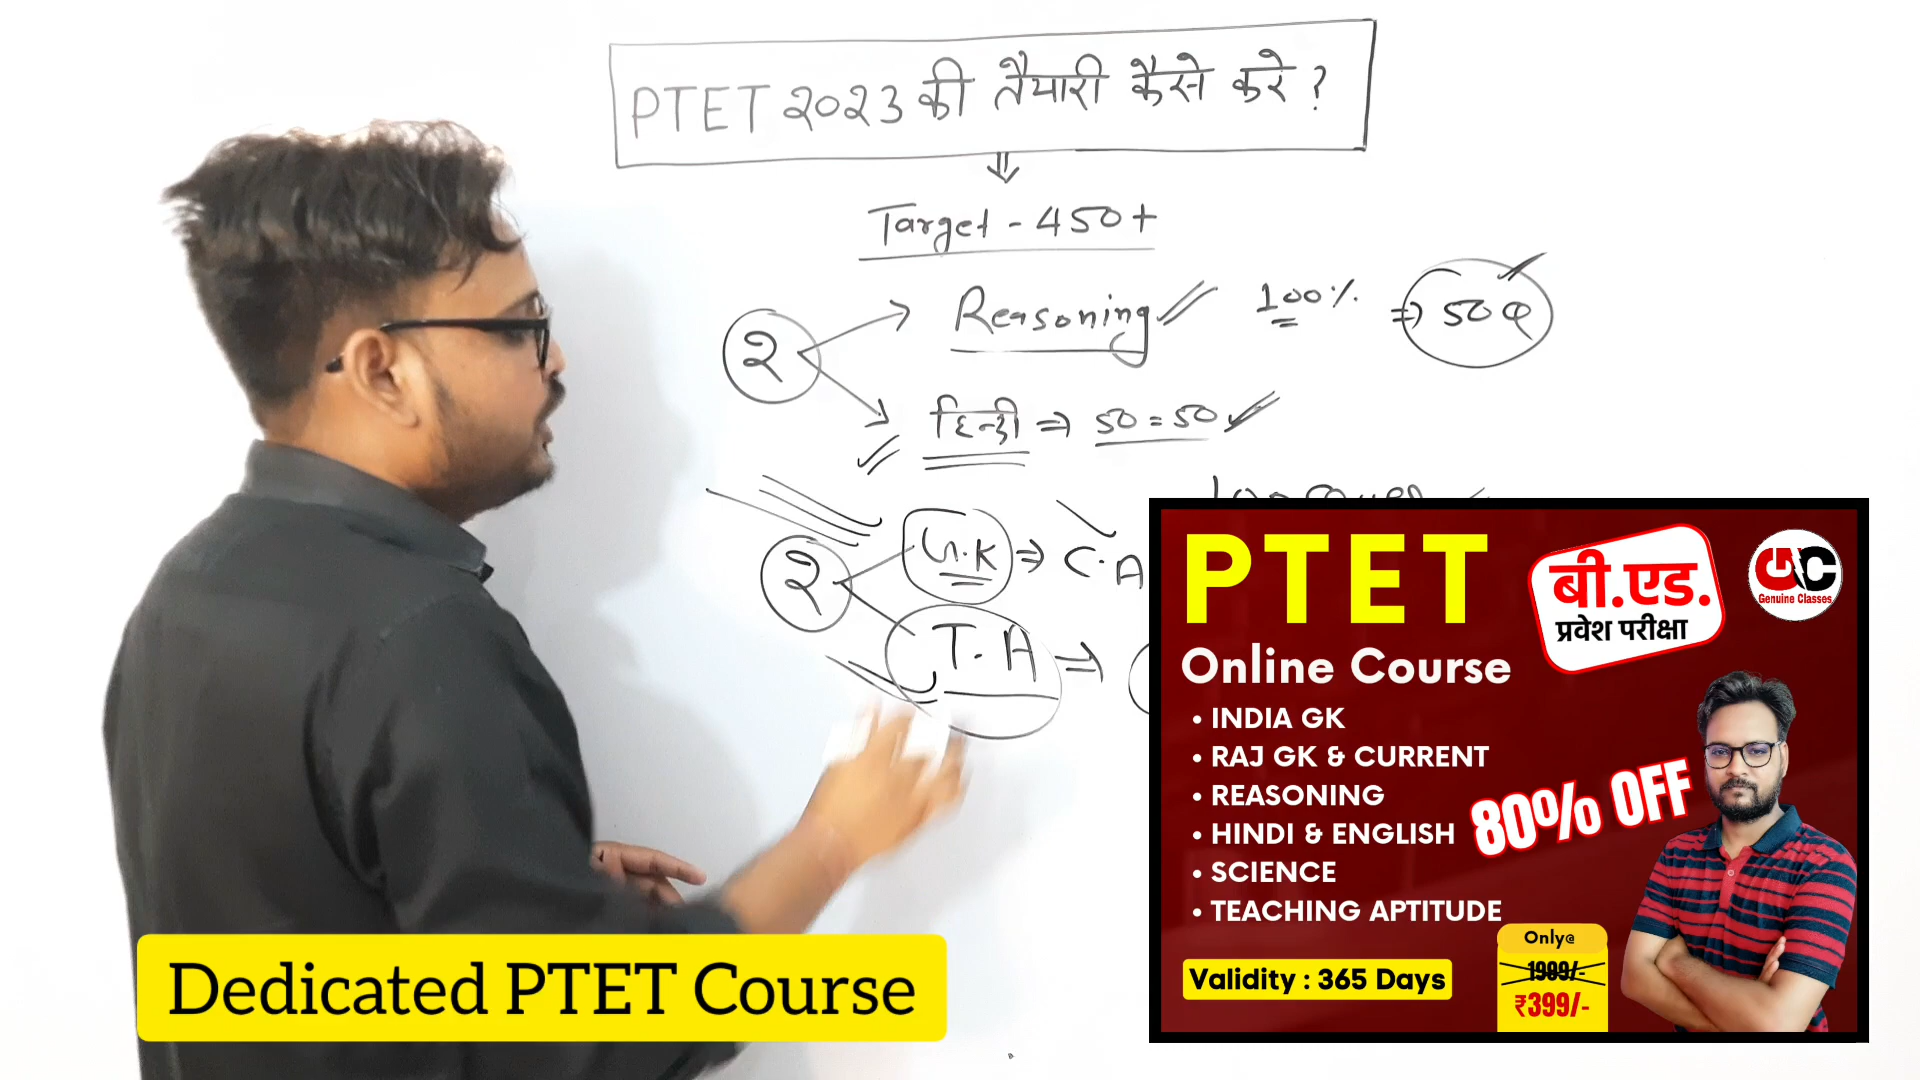 PTET 2023 की तैयारी कैसे करे ?
Target - 450+
२
Reasoning 100% ⇒ 50 Q
हिन्दी ⇒ 50 = 50
२
G.K ⇒ C.A
T.A ⇒
PTET
बी.एड.
प्रवेश परीक्षा
GC
Genuine Classes
Online Course
• INDIA GK
• RAJ GK & CURRENT
• REASONING
• HINDI & ENGLISH
• SCIENCE
• TEACHING APTITUDE
80% OFF
Validity : 365 Days
Only@
1989/-
₹399/-
Dedicated PTET Course